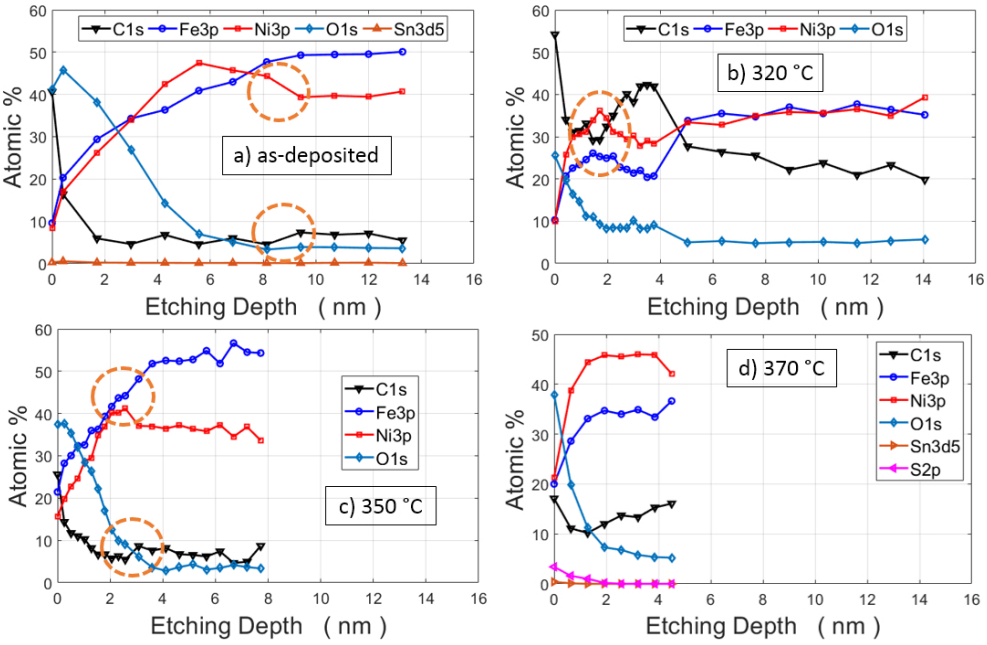 C1s Fe3p Ni3p O1s Sn3d5
60
50
40
30
20
10
0
Atomic %
a) as-deposited
0 2 4 6 8 10 12 14 16
Etching Depth ( nm )
C1s Fe3p Ni3p O1s
60
50
40
30
20
10
0
Atomic %
b) 320 °C
0 2 4 6 8 10 12 14 16
Etching Depth ( nm )
60
50
40
30
20
10
0
Atomic %
C1s
Fe3p
Ni3p
O1s
c) 350 °C
0 2 4 6 8 10 12 14 16
Etching Depth ( nm )
50
40
30
20
10
0
Atomic %
d) 370 °C
C1s
Fe3p
Ni3p
O1s
Sn3d5
S2p
0 2 4 6 8 10 12 14 16
Etching Depth ( nm )